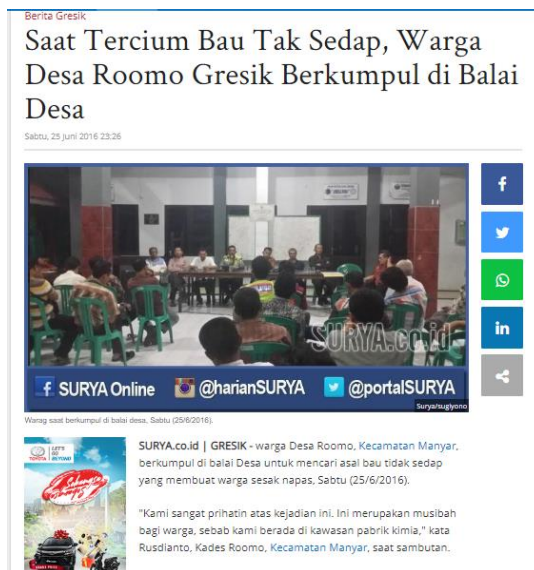 Berita Gresik
Saat Tercium Bau Tak Sedap, Warga
Desa Roomo Gresik Berkumpul di Balai
Desa
Sabtu, 25 Juni 2016 23:26
SURYA.co.id
SURYA Online @harianSURYA @portalSURYA
Surya/sugiyono
Warag saat berkumpul di balai desa, Sabtu (25/6/2016).
TOYOTA LET'S GO BEYOND
SURYA.co.id | GRESIK - warga Desa Roomo, Kecamatan Manyar,
berkumpul di balai Desa untuk mencari asal bau tidak sedap
yang membuat warga sesak napas, Sabtu (25/6/2016).
"Kami sangat prihatin atas kejadian ini. Ini merupakan musibah
bagi warga, sebab kami berada di kawasan pabrik kimia," kata
Rusdianto, Kades Roomo, Kecamatan Manyar, saat sambutan.